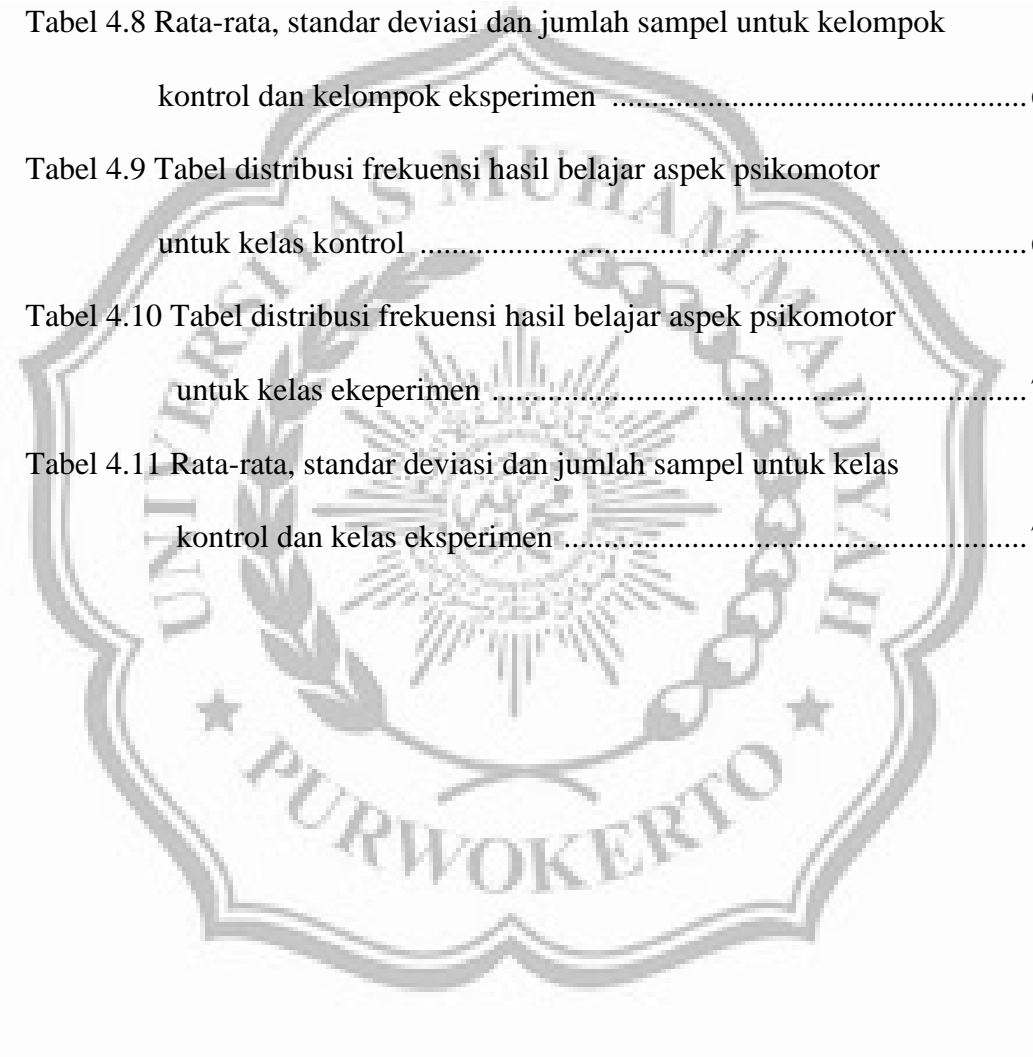 Tabel 4.8 Rata-rata, standar deviasi dan jumlah sampel untuk kelompok
kontrol dan kelompok eksperimen ....................................................
Tabel 4.9 Tabel distribusi frekuensi hasil belajar aspek psikomotor
untuk kelas kontrol ............................................................................
Tabel 4.10 Tabel distribusi frekuensi hasil belajar aspek psikomotor
untuk kelas ekeperimen ...................................................................
Tabel 4.11 Rata-rata, standar deviasi dan jumlah sampel untuk kelas
kontrol dan kelas eksperimen ..........................................................
UNIVERSITAS MUHAMMADIYAH
PURWOKERTO